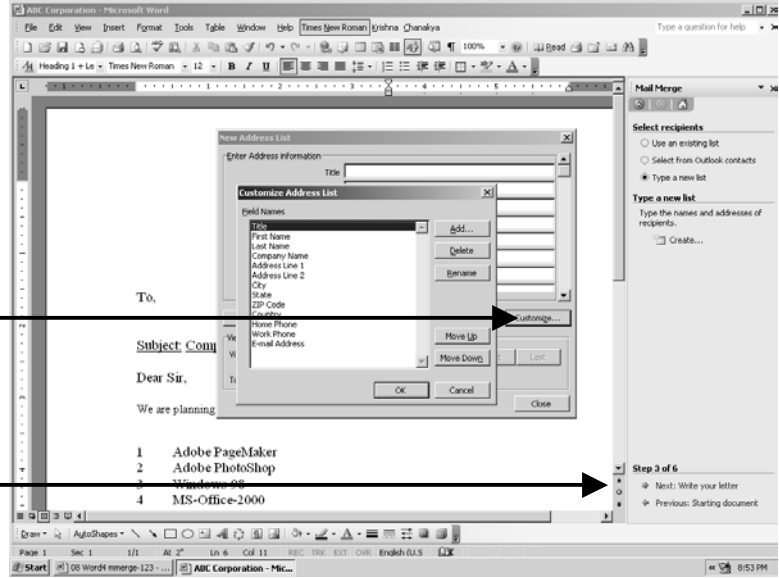 ABC Corporation - Microsoft Word
File Edit View Insert Format Tools Table Window Help Times New Roman Krishna Chanakya Type a question for help
100% Read
Heading 1 + Le Times New Roman 12 B I U
Mail Merge
Select recipients
Use an existing list
Select from Outlook contacts
Type a new list
Type a new list
Type the names and addresses of
recipients.
Create...
New Address List
Enter Address information
Title
Customize Address List
Field Names
Title
First Name
Last Name
Company Name
Address Line 1
Address Line 2
City
State
ZIP Code
Country
Home Phone
Work Phone
E-mail Address
Add...
Delete
Rename
Move Up
Move Down
OK Cancel
Customize...
Last
Close
To,
Subject: Comp
Dear Sir,
We are planning
1 Adobe PageMaker
2 Adobe PhotoShop
3 Windows 98
4 MS-Office-2000
Step 3 of 6
Next: Write your letter
Previous: Starting document
Draw AutoShapes
Page 1 Sec 1 1/1 At 2" Ln 6 Col 11 REC TRK EXT OVR English (U.S
Start 08 Word4 mmerge-123 - ... ABC Corporation - Mic... 8:53 PM